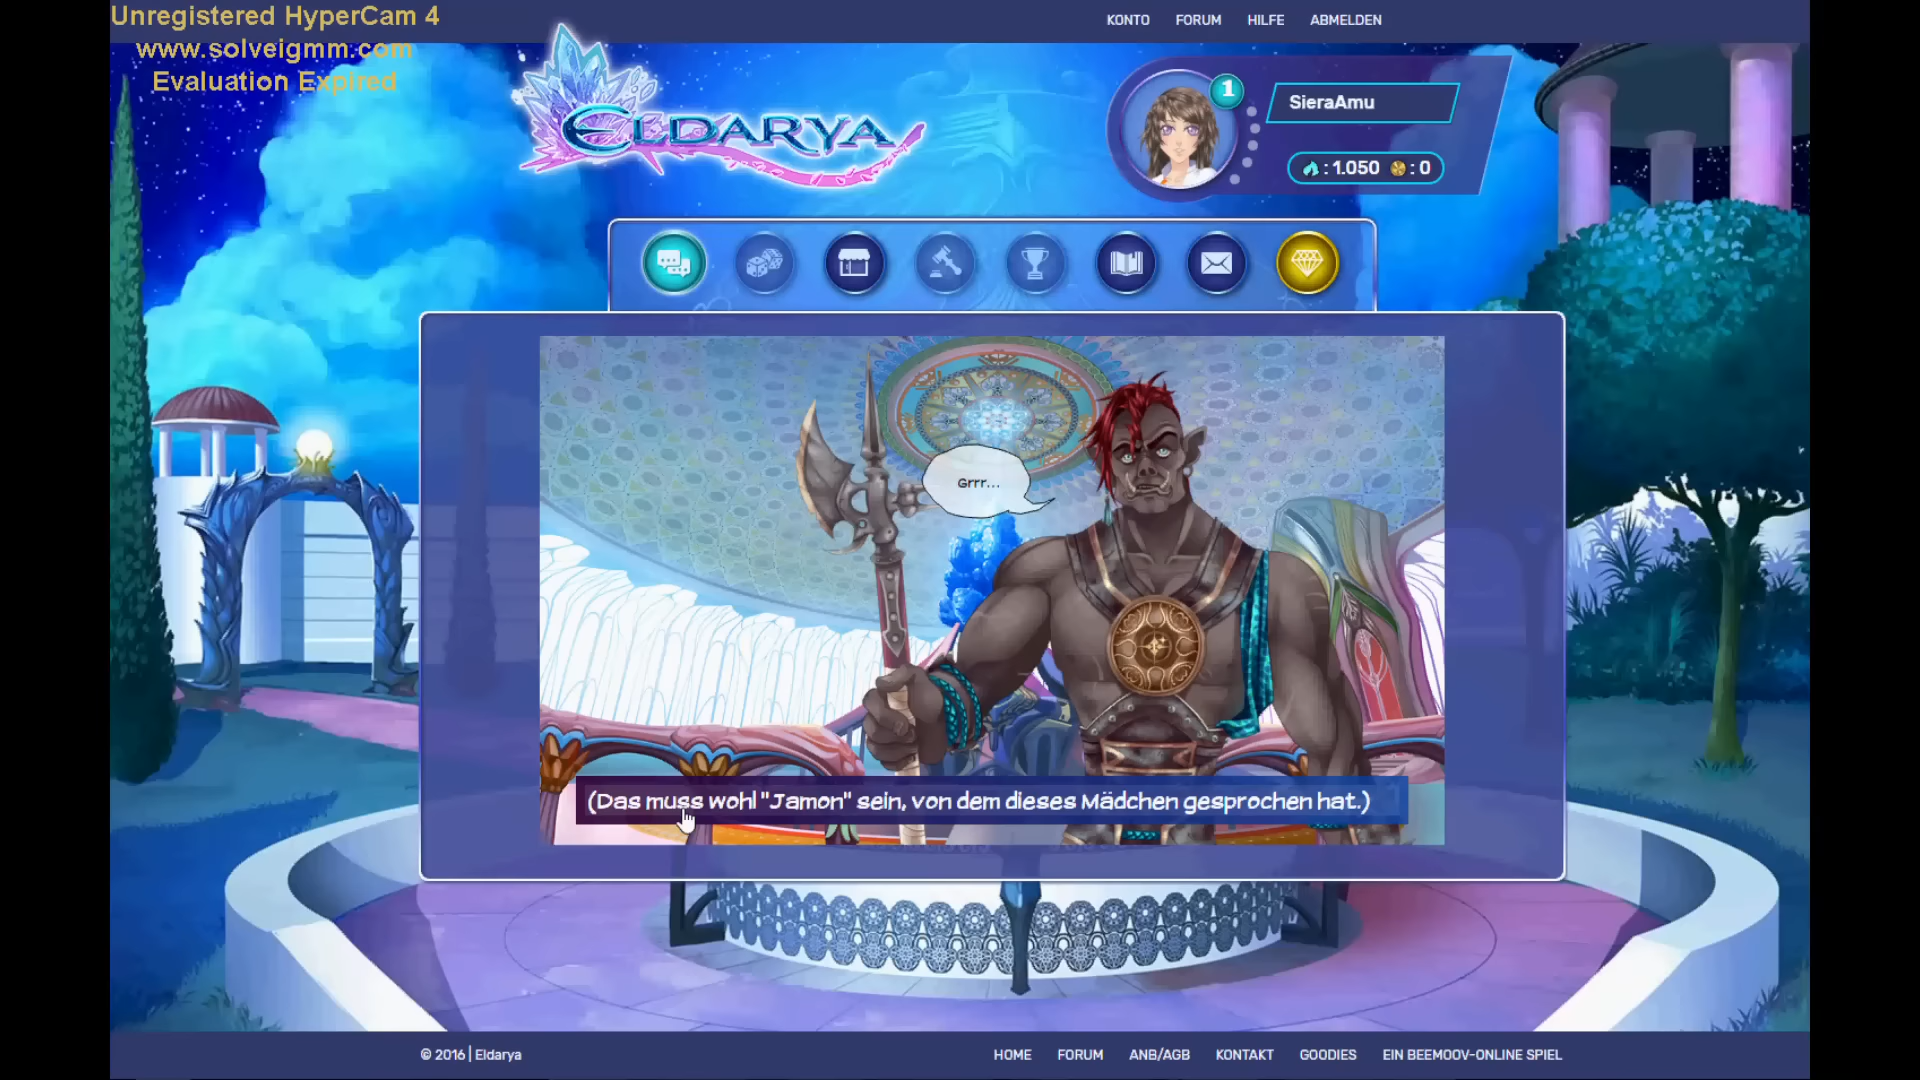 Unregistered HyperCam 4
www.solveigmm.com
Evaluation Expired
KONTO FORUM HILFE ABMELDEN
ELDARYA
1
SieraAmu
: 1.050 : 0
Grrr...
(Das muss wohl "Jamon" sein, von dem dieses Mädchen gesprochen hat.)
© 2016 | Eldarya
HOME FORUM ANB/AGB KONTAKT GOODIES EIN BEEMOOV-ONLINE SPIEL